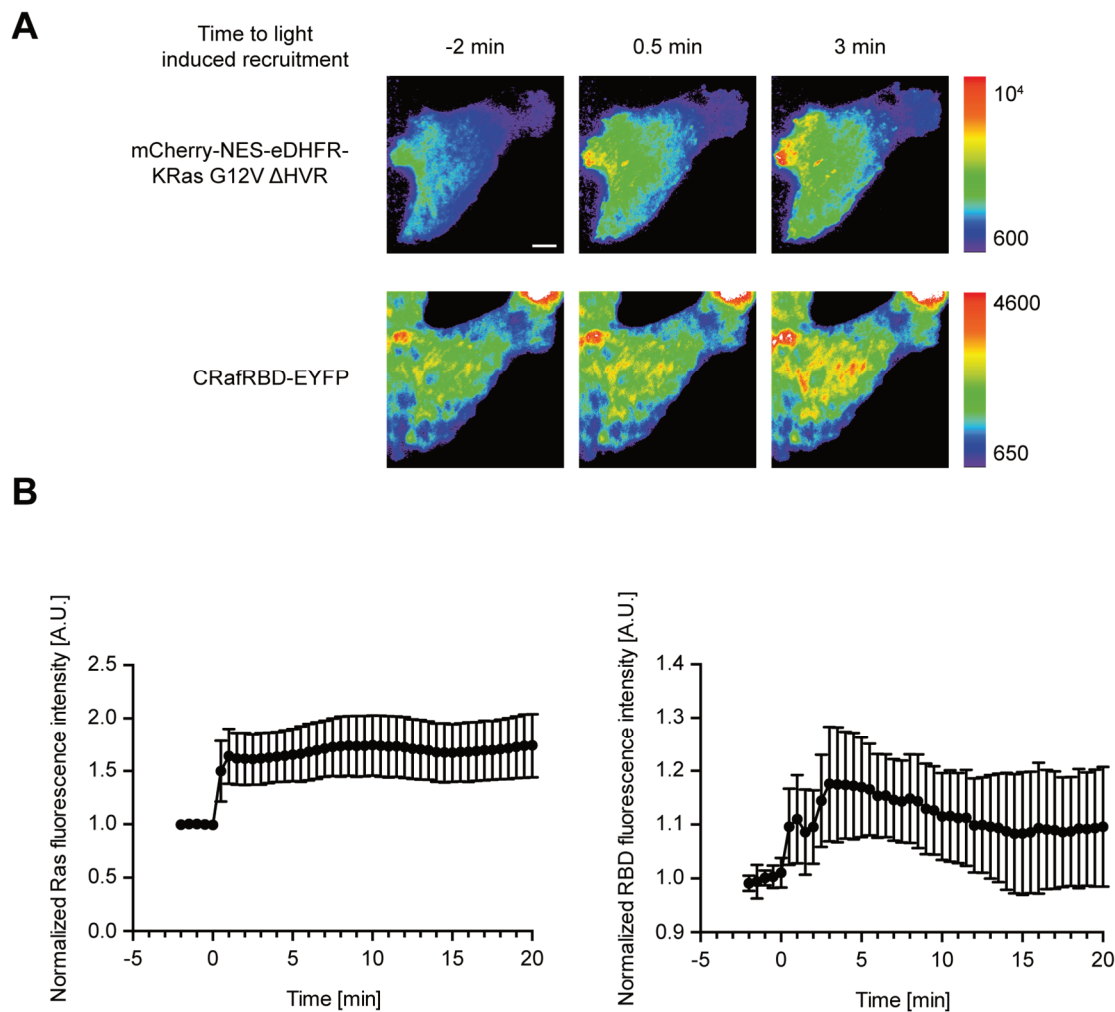 A
Time to light
induced recruitment
-2 min
0.5 min
3 min
mCherry-NES-eDHFR-
KRas G12V ΔHVR
10⁴
600
CRafRBD-EYFP
4600
650
B
Normalized Ras fluorescence intensity [A.U.]
2.5
2.0
1.5
1.0
0.5
0.0
-5 0 5 10 15 20
Time [min]
Normalized RBD fluorescence intensity [A.U.]
1.4
1.3
1.2
1.1
1.0
0.9
-5 0 5 10 15 20
Time [min]